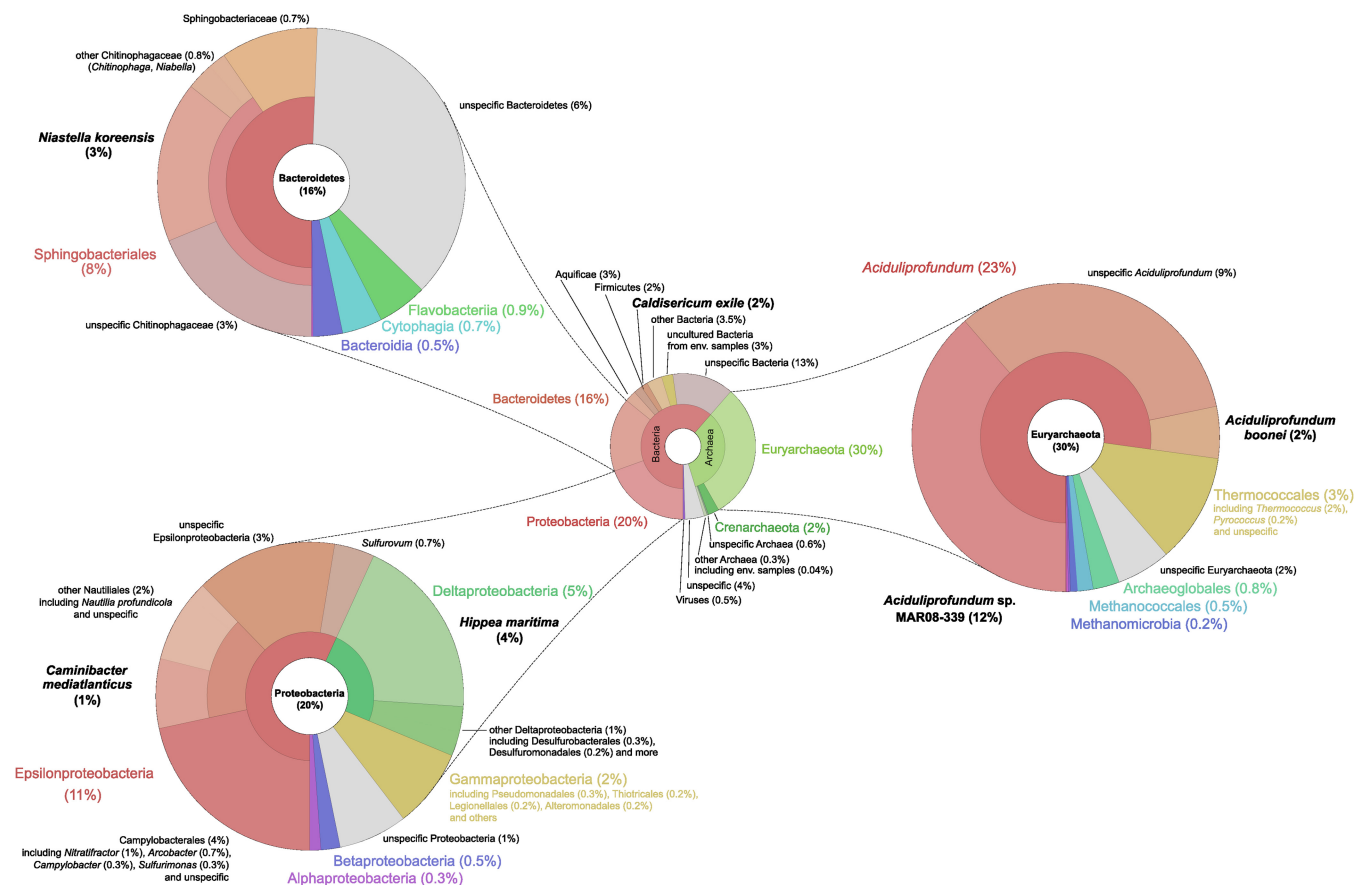 Sphingobacteriaceae (0.7%)
other Chitinophagaceae (0.8%)
(Chitinophaga, Niabella)
unspecific Bacteroidetes (6%)
Niastella koreensis
(3%)
Bacteroidetes
(16%)
Sphingobacteriales
(8%)
unspecific Chitinophagaceae (3%)
Flavobacteriia (0.9%)
Cytophagia (0.7%)
Bacteroidia (0.5%)
Aquificae (3%)
Firmicutes (2%)
Caldisericum exile (2%)
other Bacteria (3.5%)
uncultured Bacteria
from env. samples (3%)
unspecific Bacteria (13%)
Bacteroidetes (16%)
Bacteria
Archaea
Euryarchaeota (30%)
Proteobacteria (20%)
Crenarchaeota (2%)
unspecific Archaea (0.6%)
other Archaea (0.3%)
including env. samples (0.04%)
unspecific (4%)
Viruses (0.5%)
Aciduliprofundum (23%)
unspecific Aciduliprofundum (9%)
Aciduliprofundum
boonei (2%)
Euryarchaeota
(30%)
Thermococcales (3%)
including Thermococcus (2%),
Pyrococcus (0.2%)
and unspecific
unspecific Euryarchaeota (2%)
Archaeoglobales (0.8%)
Methanococcales (0.5%)
Methanomicrobia (0.2%)
Aciduliprofundum sp.
MAR08-339 (12%)
unspecific
Epsilonproteobacteria (3%)
Sulfurovum (0.7%)
other Nautiliales (2%)
including Nautilia profundicola
and unspecific
Deltaproteobacteria (5%)
Hippea maritima
(4%)
Caminibacter
mediatlanticus
(1%)
Proteobacteria
(20%)
other Deltaproteobacteria (1%)
including Desulfurobacterales (0.3%),
Desulfuromonadales (0.2%) and more
Epsilonproteobacteria
(11%)
Gammaproteobacteria (2%)
including Pseudomonadales (0.3%), Thiotricales (0.2%),
Legionellales (0.2%), Alteromonadales (0.2%)
and others
unspecific Proteobacteria (1%)
Campylobacterales (4%)
including Nitratifractor (1%), Arcobacter (0.7%),
Campylobacter (0.3%), Sulfurimonas (0.3%)
and unspecific
Betaproteobacteria (0.5%)
Alphaproteobacteria (0.3%)